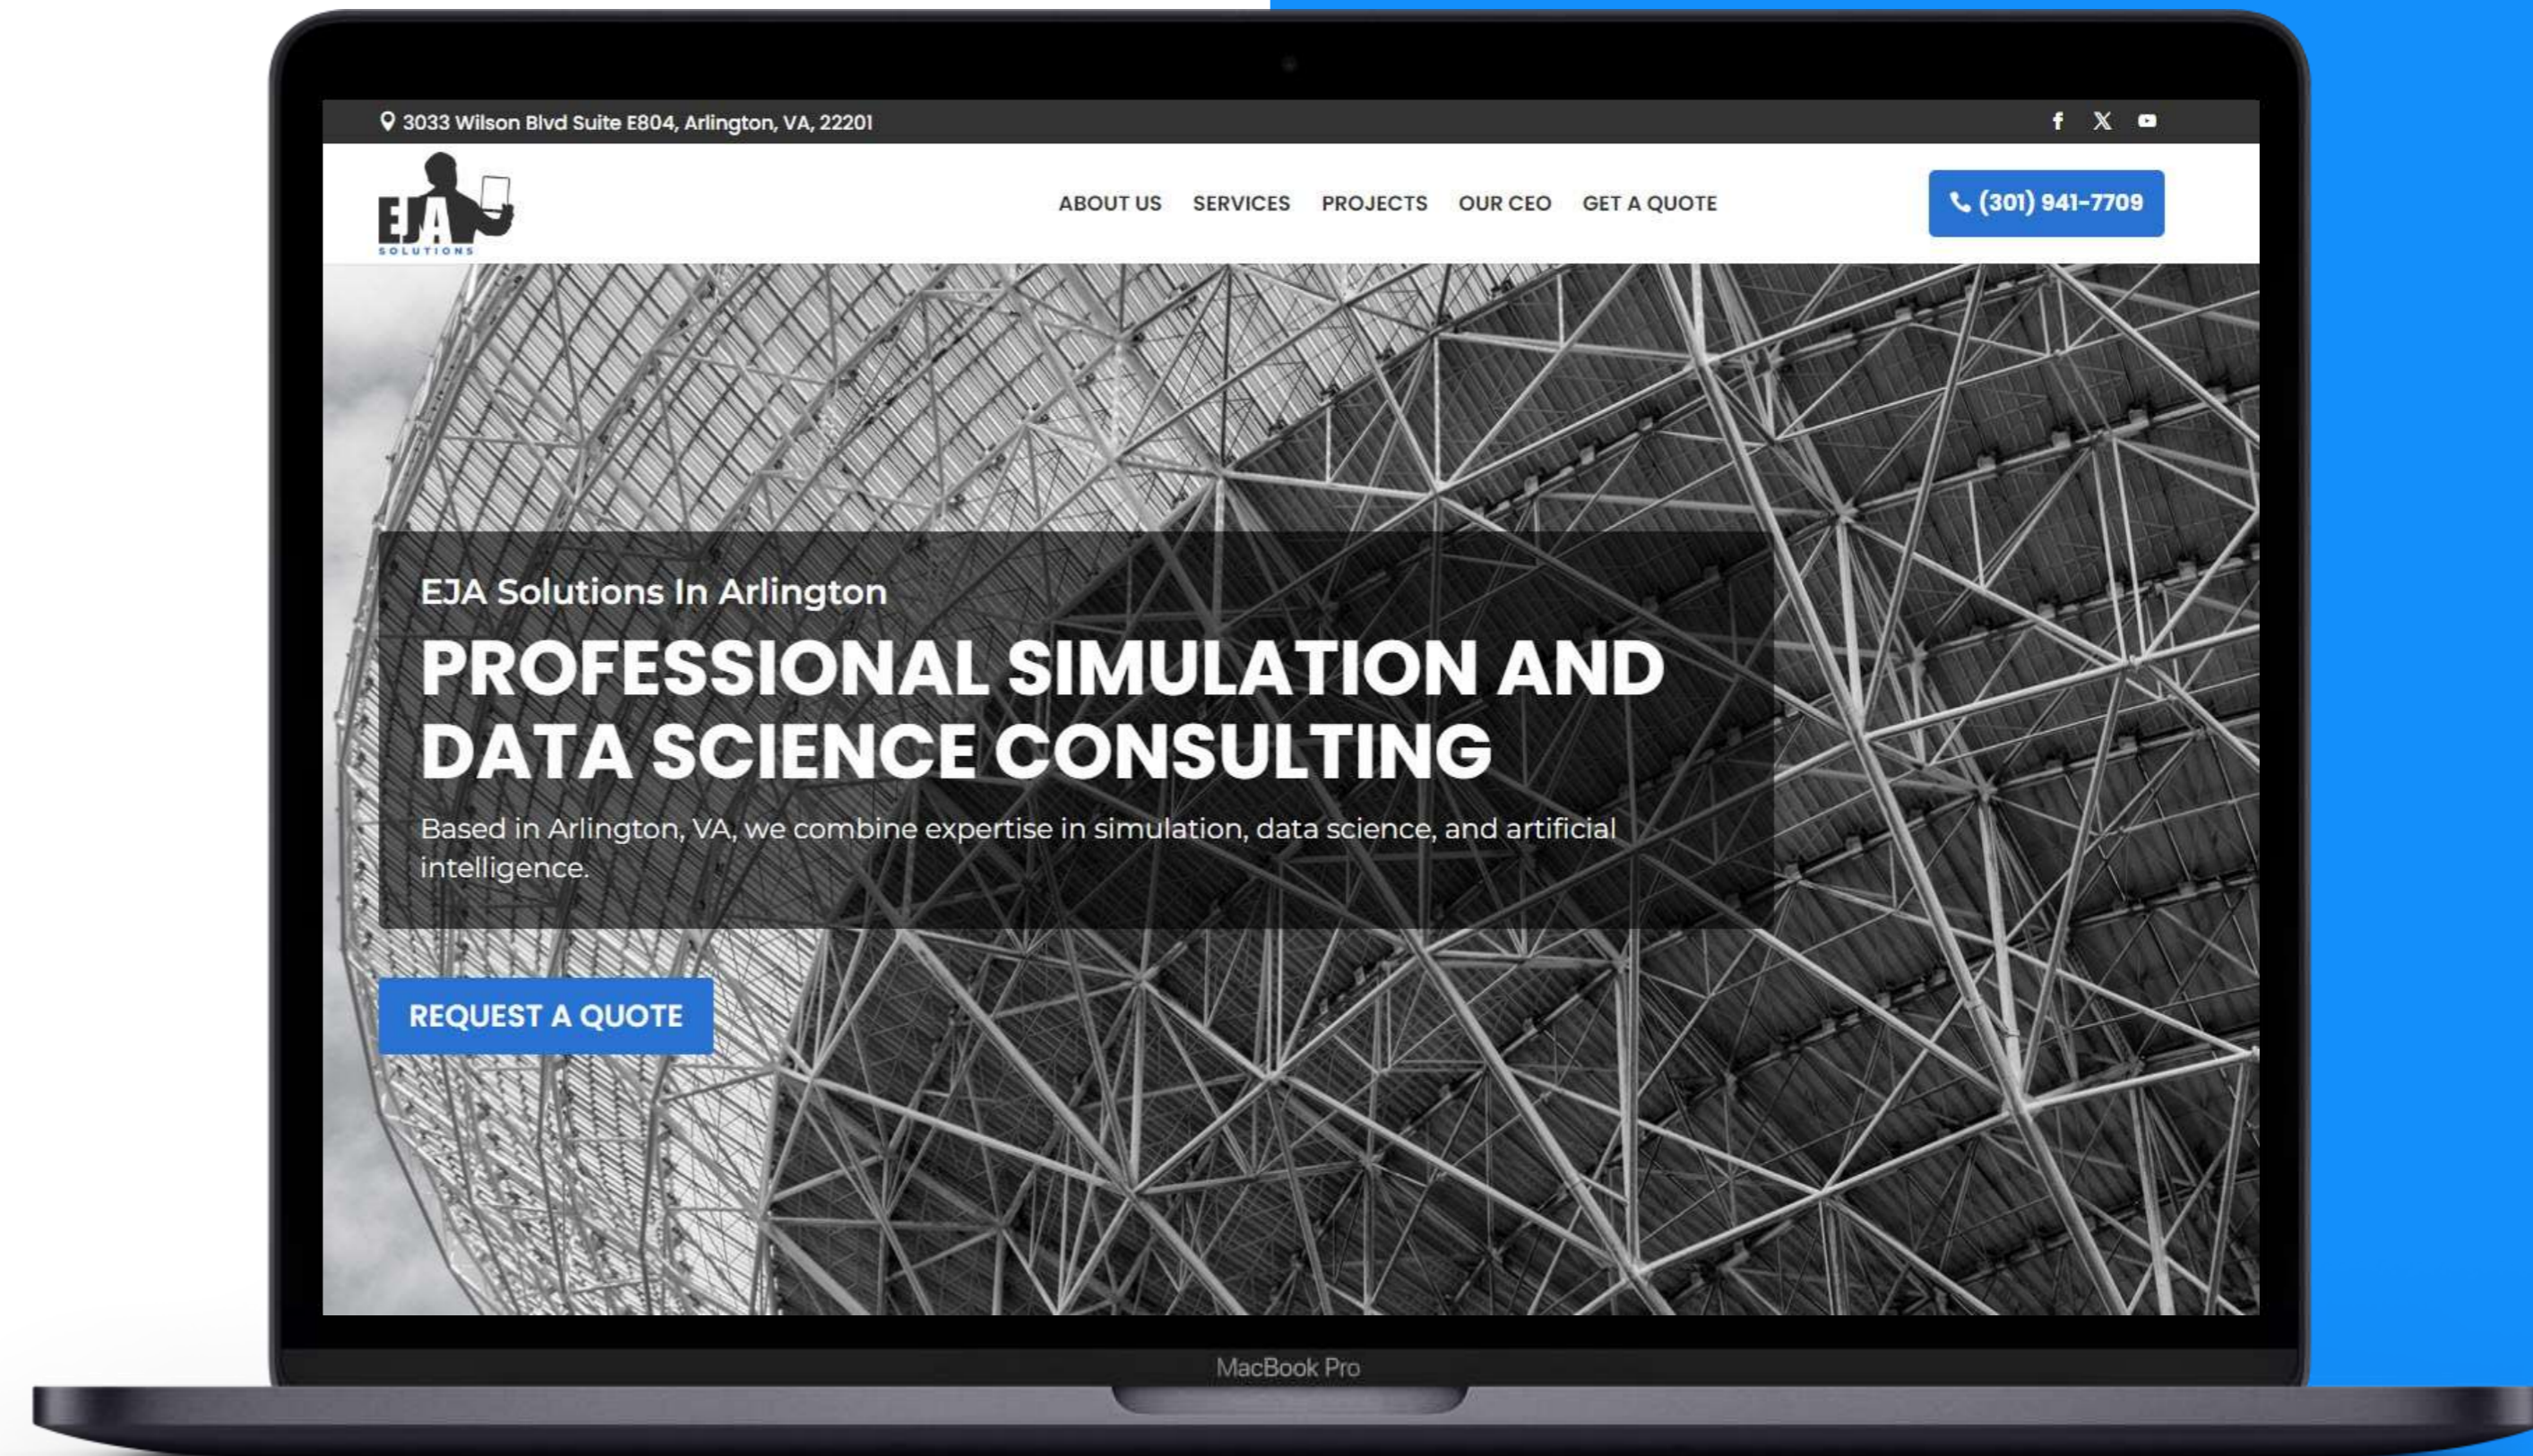 3033 Wilson Blvd Suite E804, Arlington, VA, 22201
EJA
SOLUTIONS
ABOUT US SERVICES PROJECTS OUR CEO GET A QUOTE
(301) 941-7709
EJA Solutions In Arlington
PROFESSIONAL SIMULATION AND
DATA SCIENCE CONSULTING
Based in Arlington, VA, we combine expertise in simulation, data science, and artificial
intelligence.
REQUEST A QUOTE
MacBook Pro